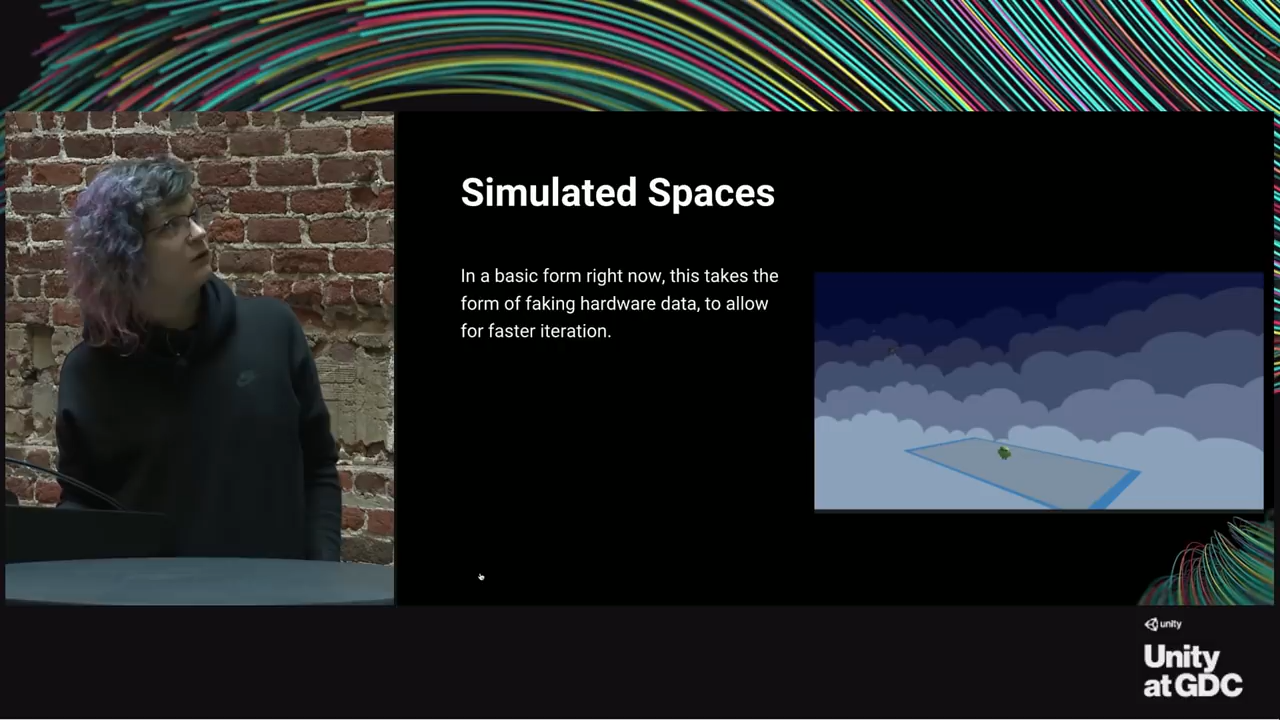 Simulated Spaces
In a basic form right now, this takes the
form of faking hardware data, to allow
for faster iteration.
unity
Unity
at GDC